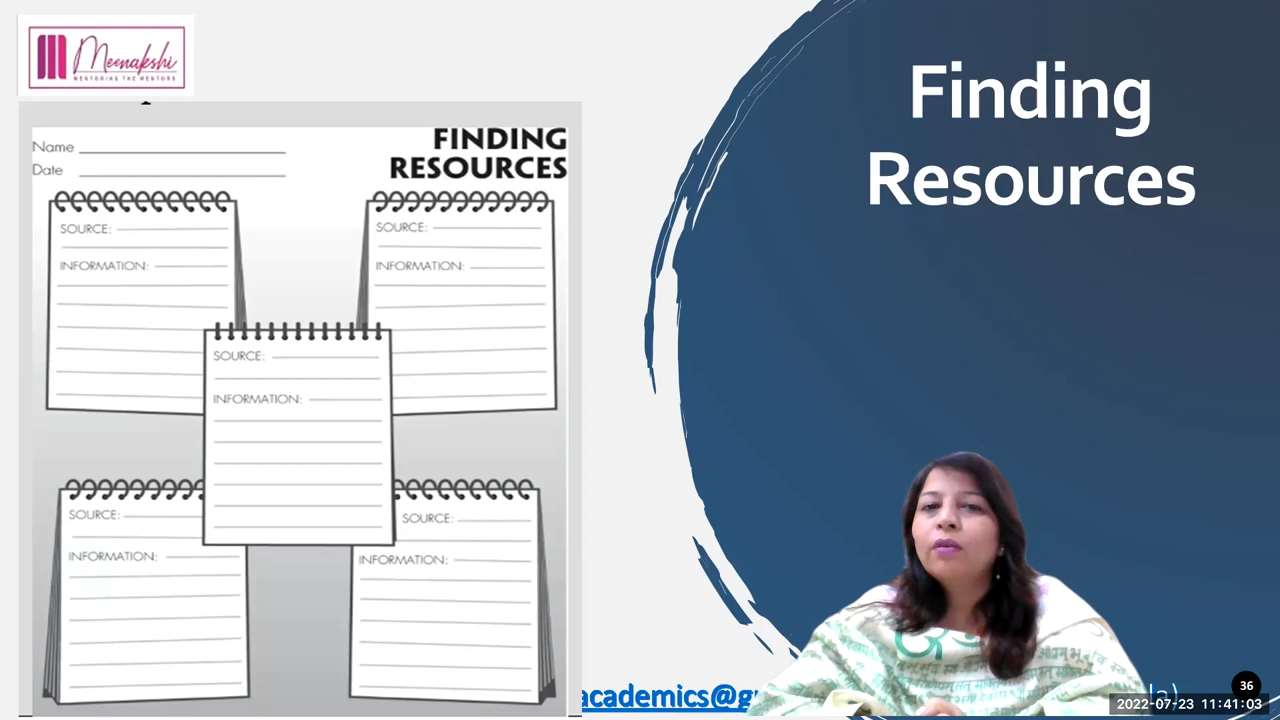 Meenakshi
MENTORING THE MENTORS
Finding
Resources
Name
Date
FINDING
RESOURCES
SOURCE:
INFORMATION:
SOURCE:
INFORMATION:
SOURCE:
INFORMATION:
SOURCE:
INFORMATION:
SOURCE:
INFORMATION:
academics@g
la)
36
2022-07-23 11:41:03